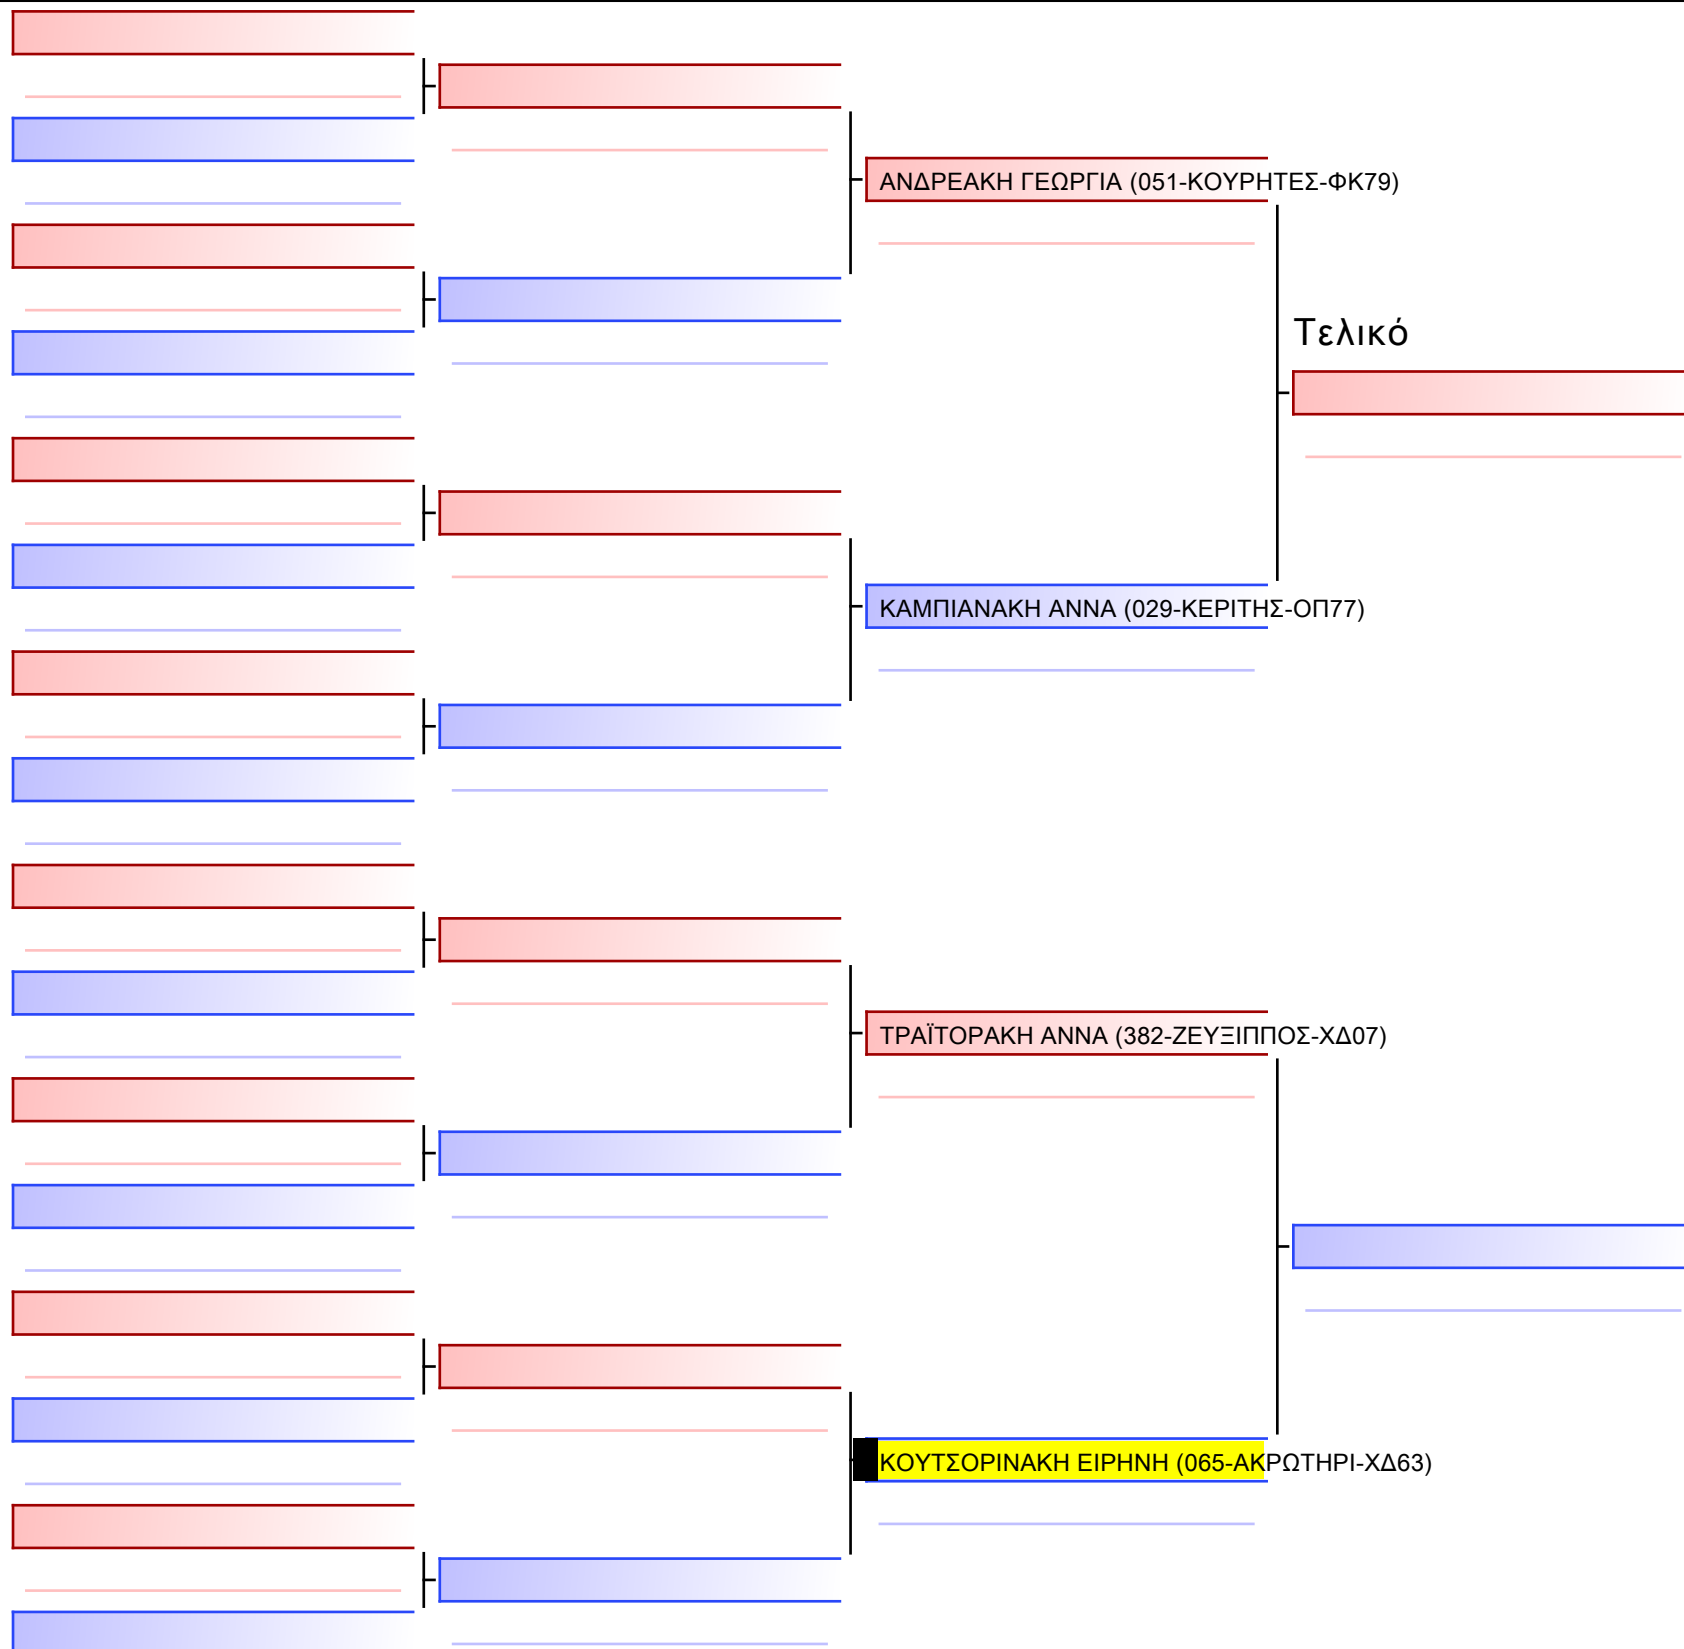 ΑΝΔΡΕΑΚΗ ΓΕΩΡΓΙΑ (051-ΚΟΥΡΗΤΕΣ-ΦΚ79)
Τελικό
ΚΑΜΠΙΑΝΑΚΗ ΑΝΝΑ (029-ΚΕΡΙΤΗΣ-ΟΠ77)
ΤΡΑΪΤΟΡΑΚΗ ΑΝΝΑ (382-ΖΕΥΞΙΠΠΟΣ-ΧΔ07)
ΚΟΥΤΣΟΡΙΝΑΚΗ ΕΙΡΗΝΗ (065-ΑΚΡΩΤΗΡΙ-ΧΔ63)